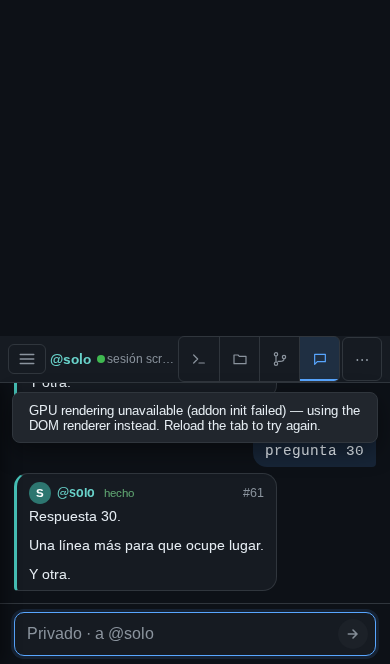 @solo sesión scr…
Y otra.
GPU rendering unavailable (addon init failed) — using the
DOM renderer instead. Reload the tab to try again.
pregunta 30
S @solo hecho #61
Respuesta 30.
Una línea más para que ocupe lugar.
Y otra.
Privado · a @solo